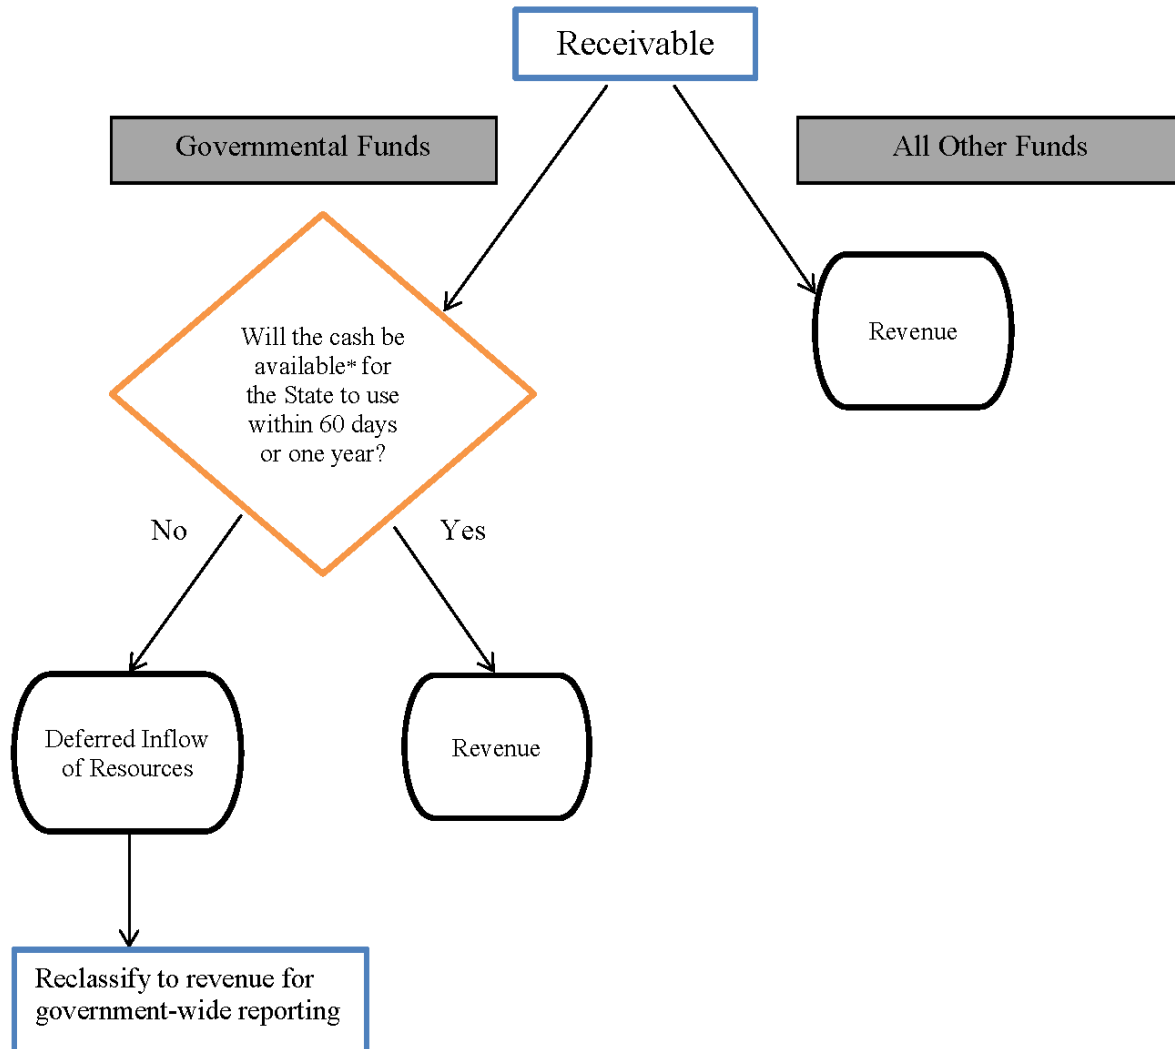 Receivable
Governmental Funds
All Other Funds
Will the cash be
available* for
the State to use
within 60 days
or one year?
Revenue
No
Yes
Deferred Inflow
of Resources
Revenue
Reclassify to revenue for
government-wide reporting